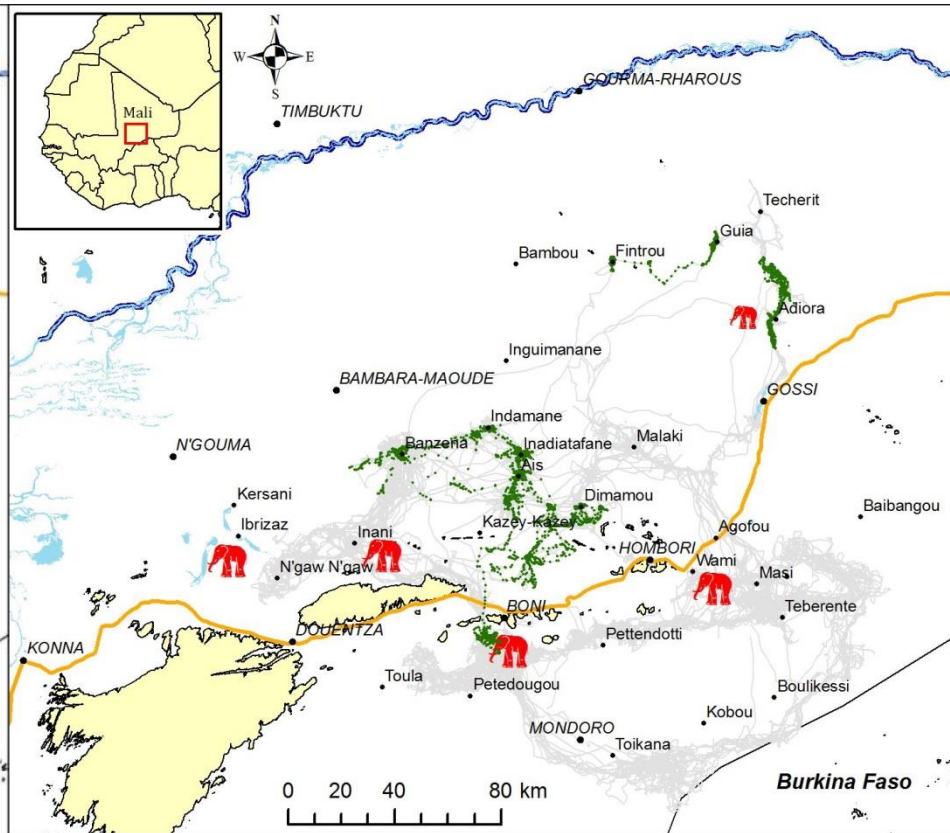 Mali
N
W E
S
TIMBUKTU
GOURMA-RHAROUS
Techerit
Guia
Bambou
Fintrou
Adiora
Inguimanane
BAMBARA-MAOUDE
GOSSI
Indamane
Malaki
Banzena
Inadiatafane
N'GOUMA
Ais
Dimamou
Kersani
Baibangou
Ibrizaz
Kazey-Kazey
Agofou
Inani
HOMBORI
N'gaw N'gaw
Wami
Masi
BONI
Teberente
DOUENTZA
Pettendotti
KONNA
Toula
Petedougou
Boulikessi
Kobou
MONDORO
Toikana
Burkina Faso
0 20 40 80 km